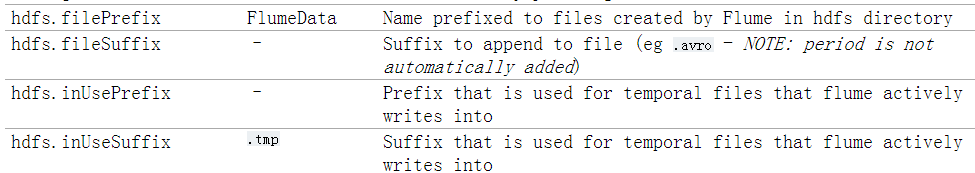 hdfs.filePrefix FlumeData Name prefixed to files created by Flume in hdfs directory
hdfs.fileSuffix – Suffix to append to file (eg .avro - NOTE: period is not
automatically added)
hdfs.inUsePrefix – Prefix that is used for temporal files that flume actively
writes into
hdfs.inUseSuffix .tmp Suffix that is used for temporal files that flume actively
writes into